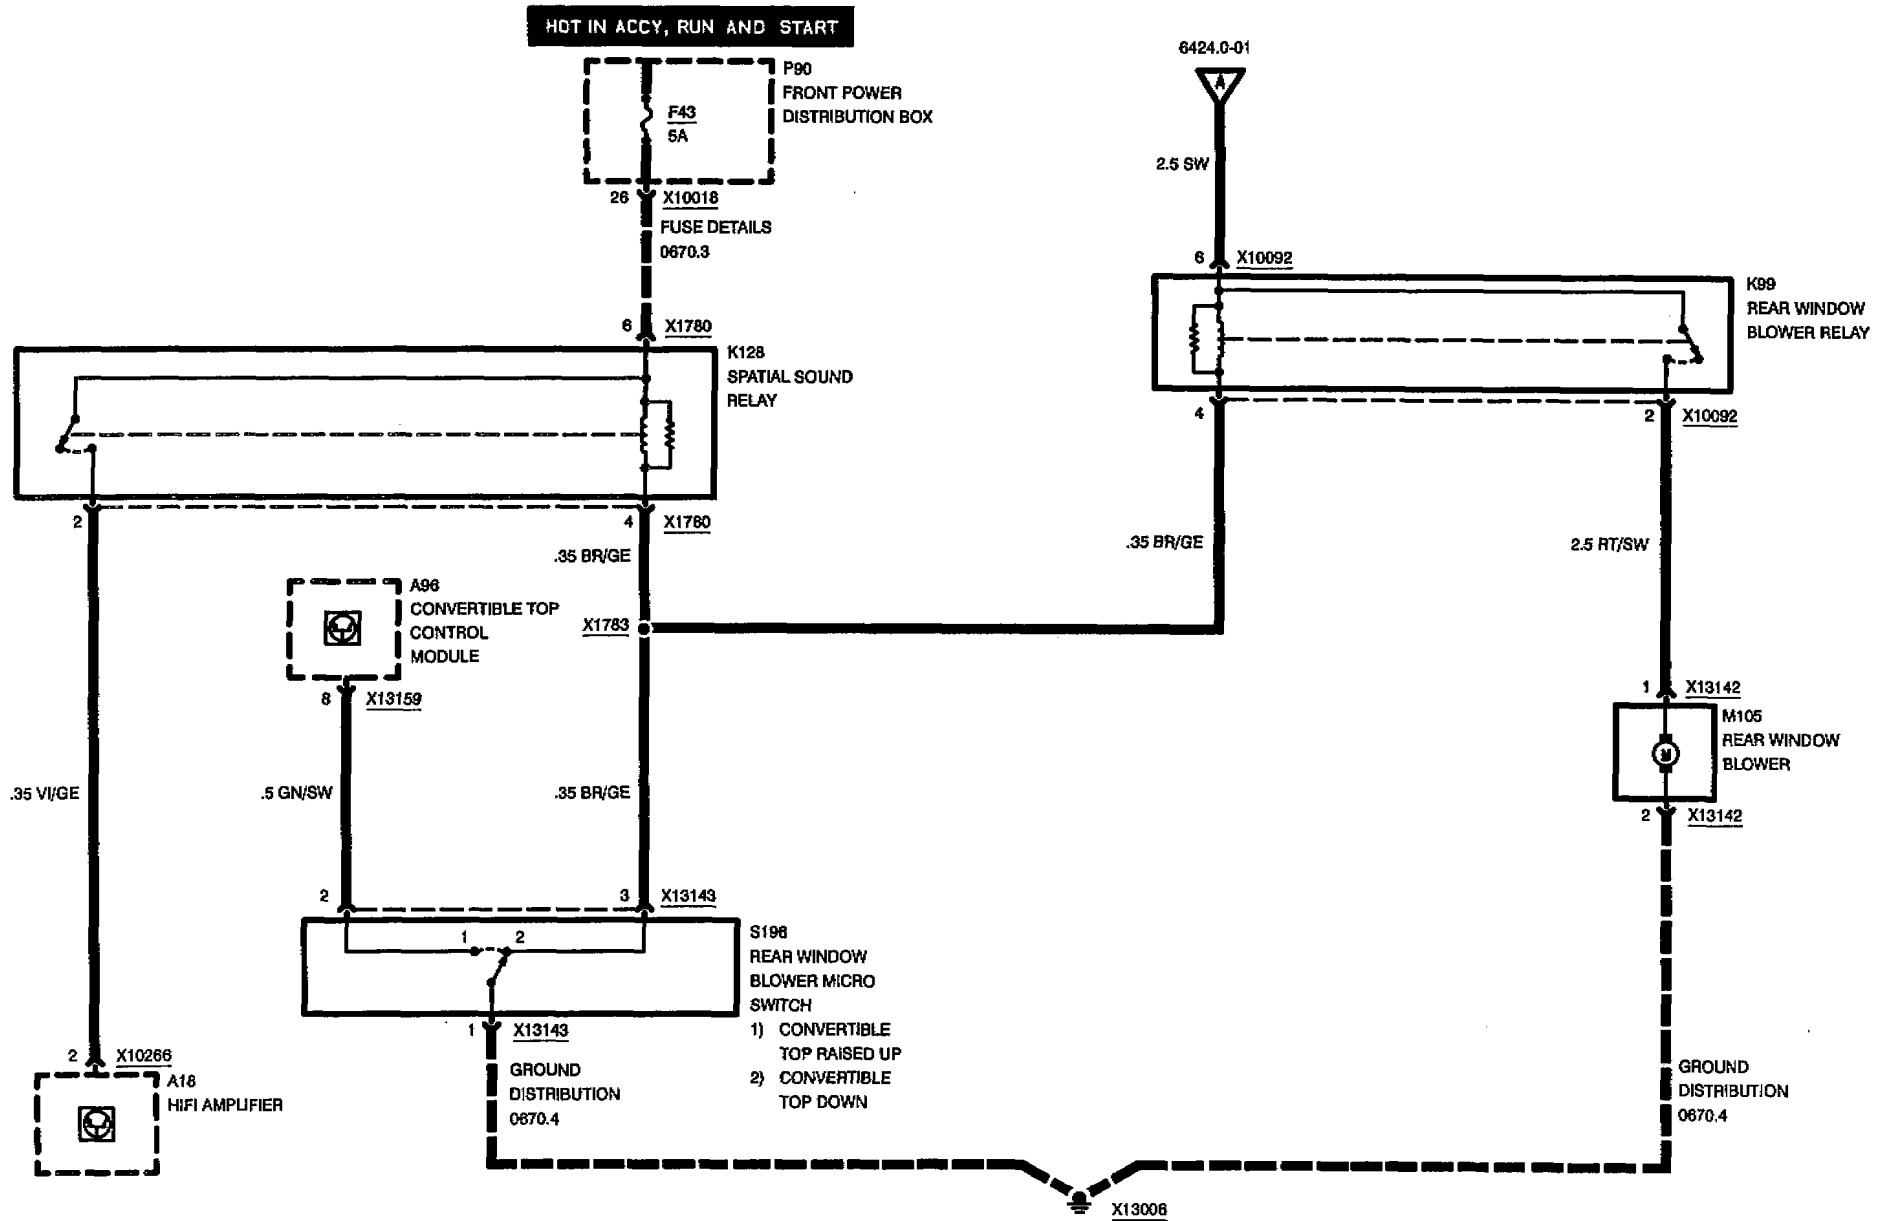 HOT IN ACCY, RUN AND START
P90
FRONT POWER
DISTRIBUTION BOX
F43
5A
26
X10018
FUSE DETAILS
0670.3
6
X1780
K128
SPATIAL SOUND
RELAY
2
4
X1780
.35 BR/GE
A96
CONVERTIBLE TOP
CONTROL
MODULE
X1783
8
X13159
.35 VI/GE
.5 GN/SW
.35 BR/GE
2
3
X13143
1
2
S196
REAR WINDOW
BLOWER MICRO
SWITCH
1) CONVERTIBLE
TOP RAISED UP
2) CONVERTIBLE
TOP DOWN
1
X13143
GROUND
DISTRIBUTION
0670.4
2
X10266
A18
HIFI AMPLIFIER
6424.0-01
A
2.5 SW
6
X10092
K99
REAR WINDOW
BLOWER RELAY
4
2
X10092
.35 BR/GE
2.5 RT/SW
1
X13142
M105
REAR WINDOW
BLOWER
M
2
X13142
GROUND
DISTRIBUTION
0670.4
X13006